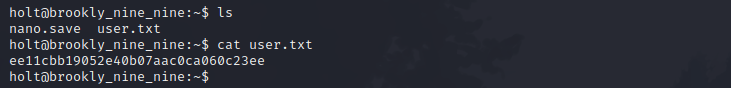 holt@brookly_nine_nine:~$ ls
nano.save  user.txt
holt@brookly_nine_nine:~$ cat user.txt
ee11cbb19052e40b07aac0ca060c23ee
holt@brookly_nine_nine:~$